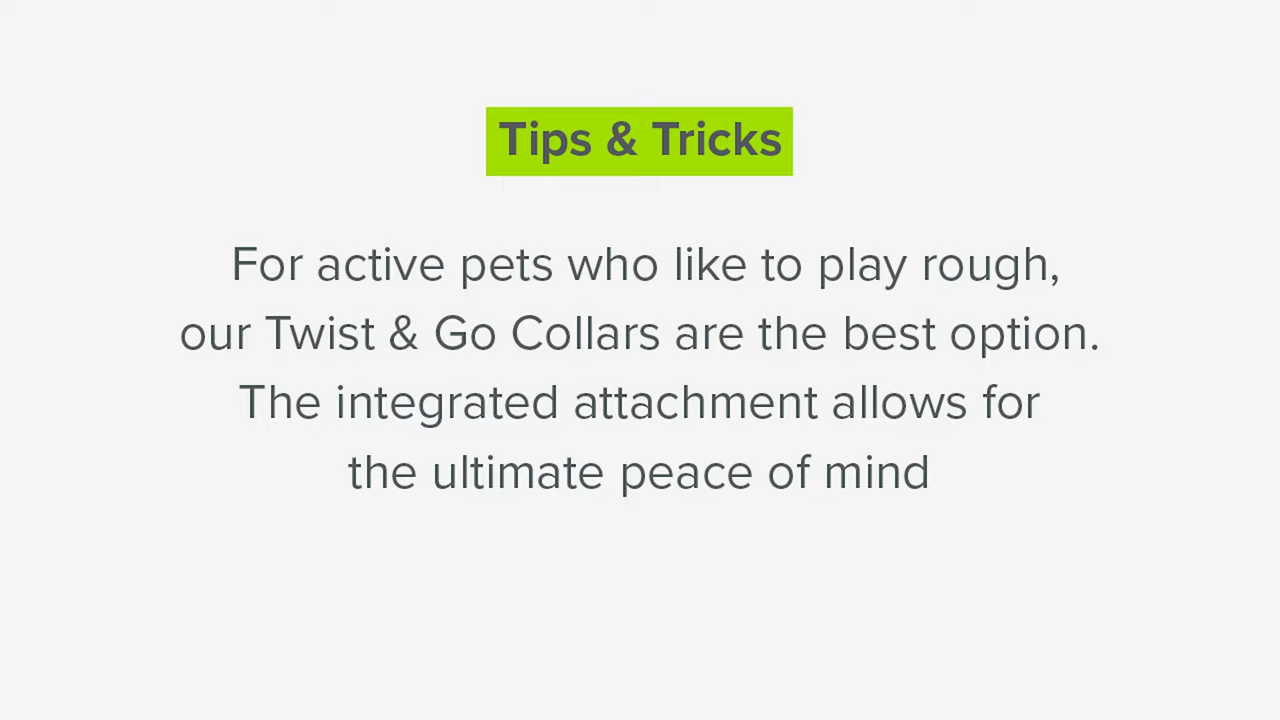 Tips & Tricks
For active pets who like to play rough,
our Twist & Go Collars are the best option.
The integrated attachment allows for
the ultimate peace of mind